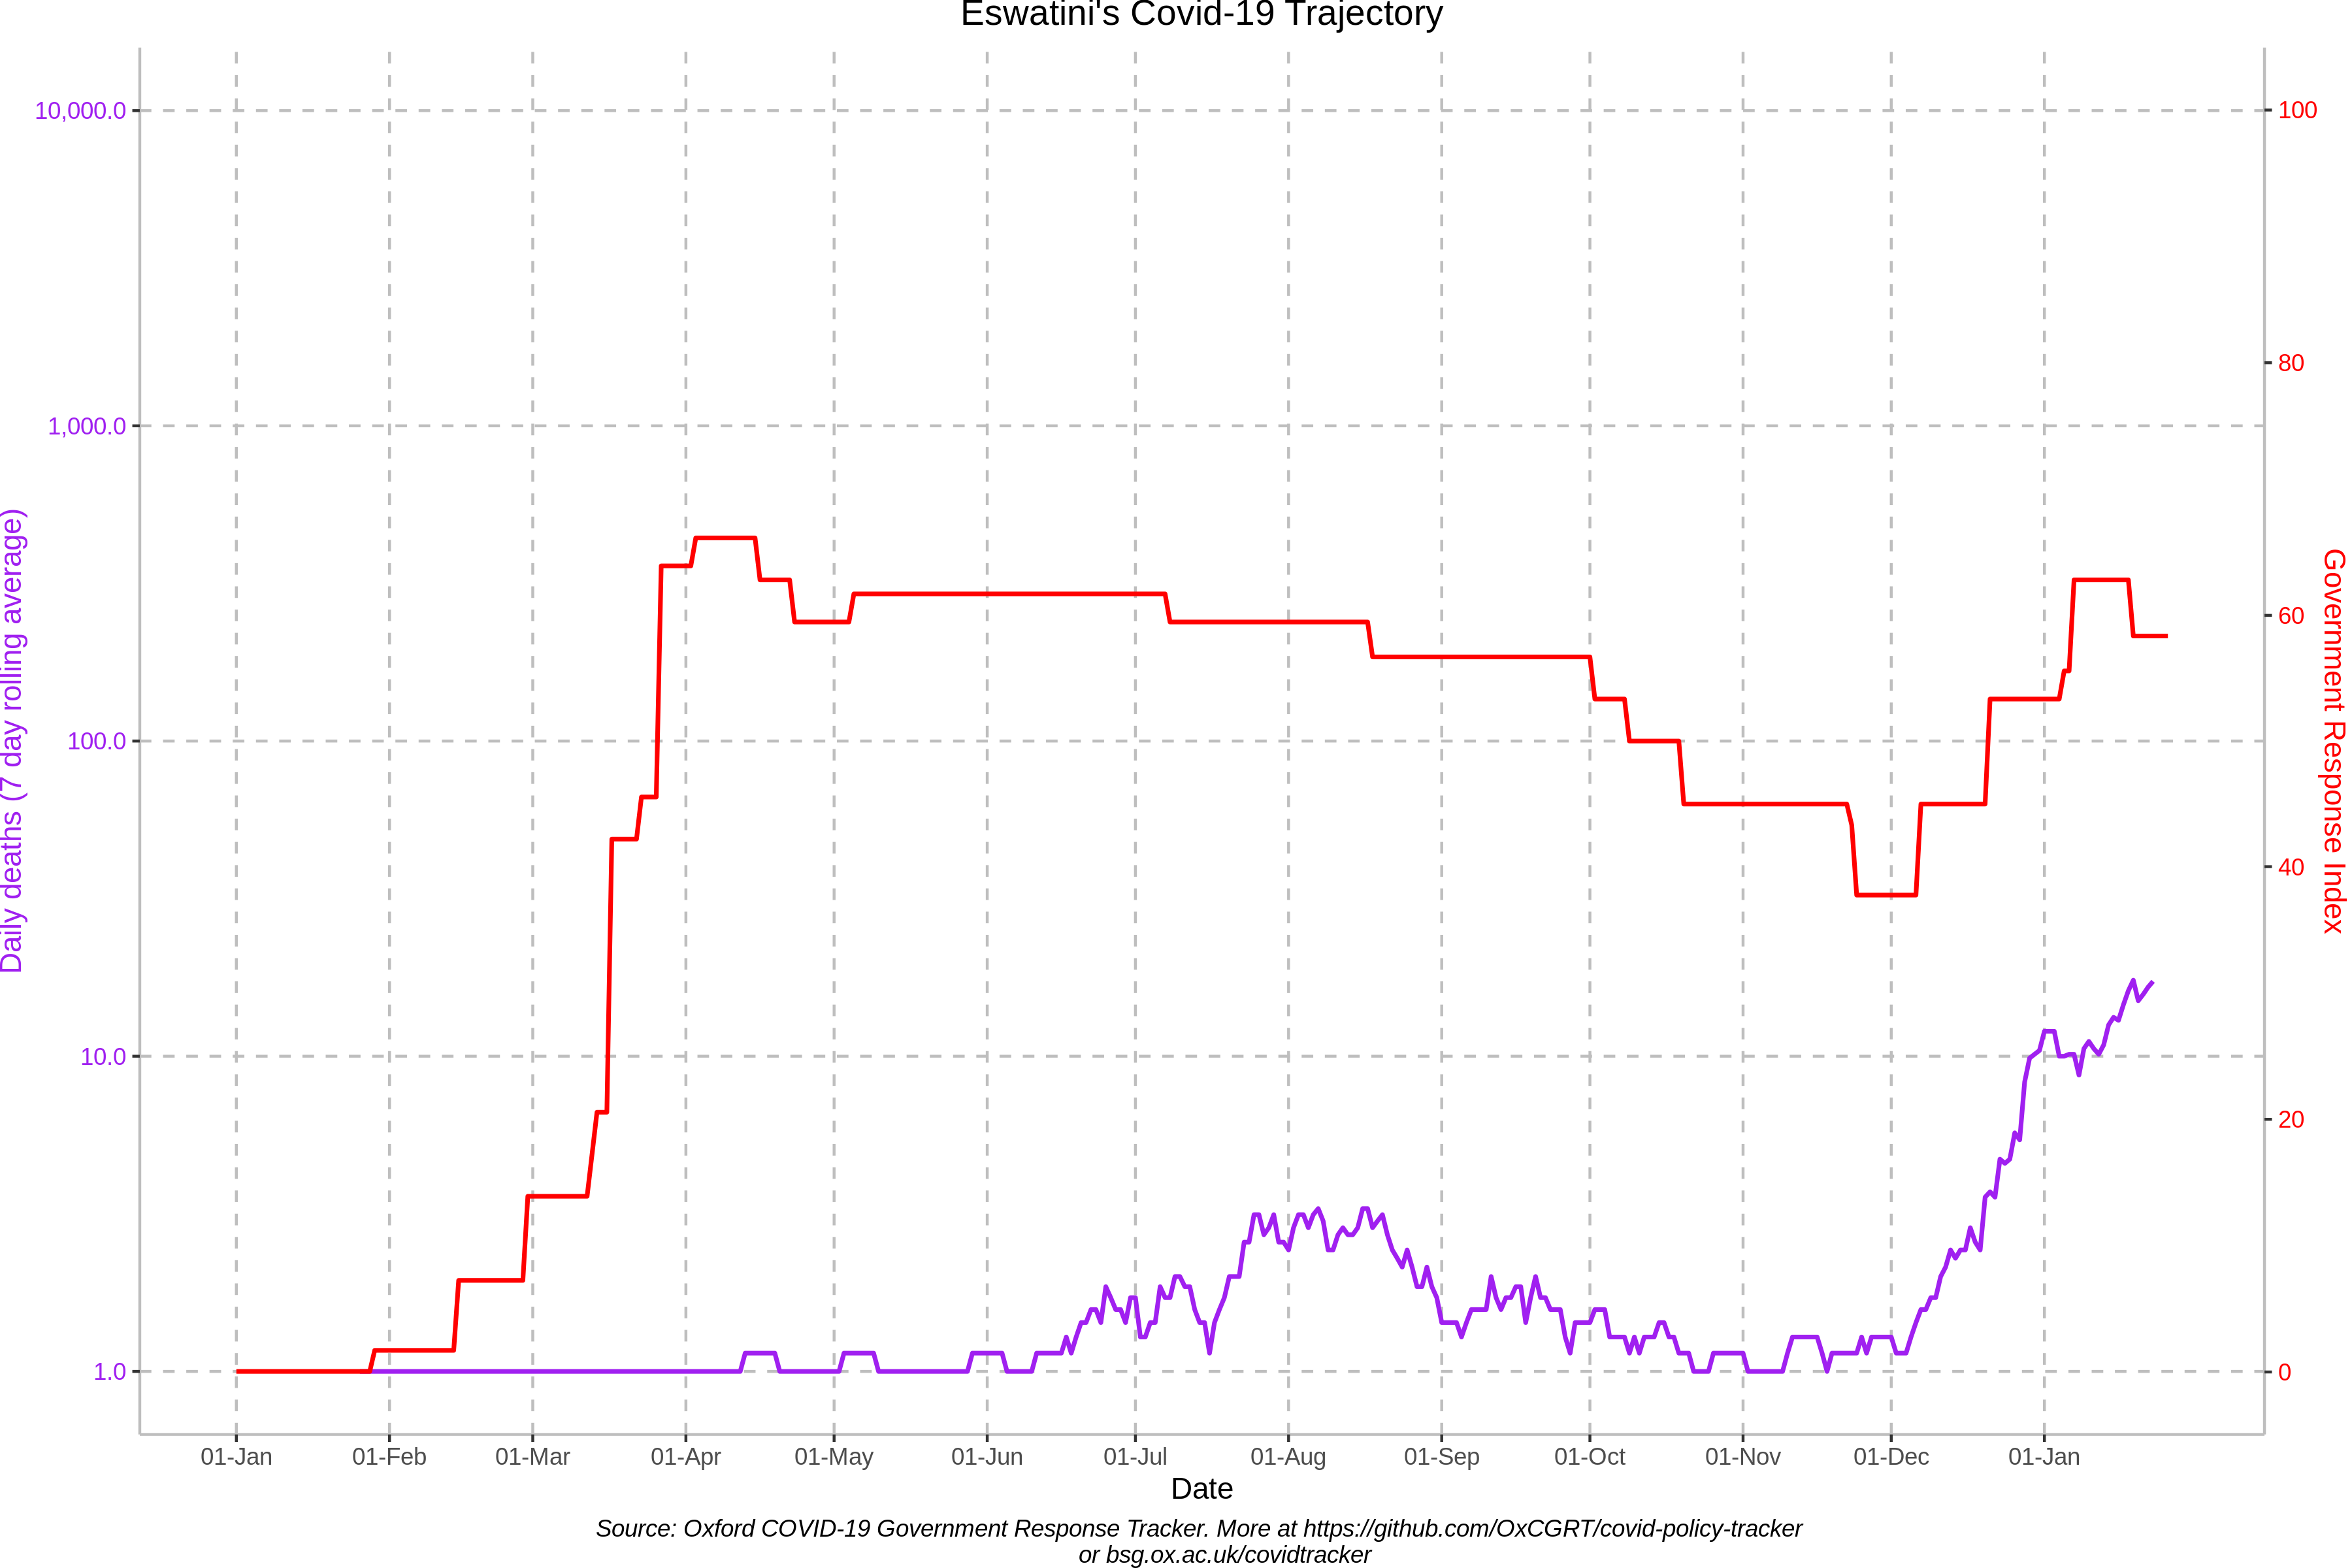 Eswatini's Covid-19 Trajectory
Daily deaths (7 day rolling average)
10,000.0
1,000.0
100.0
10.0
1.0
100
80
60
40
20
0
Government Response Index
01-Jan 01-Feb 01-Mar 01-Apr 01-May 01-Jun 01-Jul 01-Aug 01-Sep 01-Oct 01-Nov 01-Dec 01-Jan
Date
Source: Oxford COVID-19 Government Response Tracker. More at https://github.com/OxCGRT/covid-policy-tracker
or bsg.ox.ac.uk/covidtracker